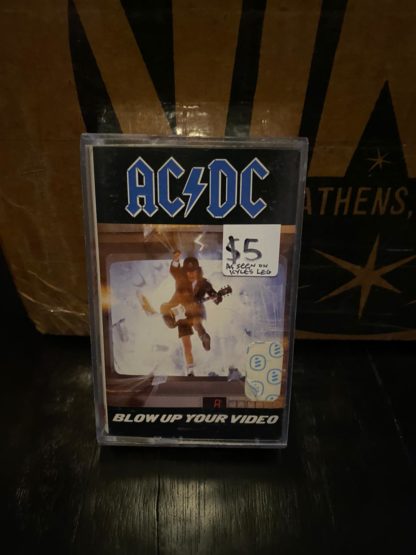 ATHENS,
AC⚡DC
$5
AS SEEN ON
KYLES LEG
BLOW UP YOUR VIDEO